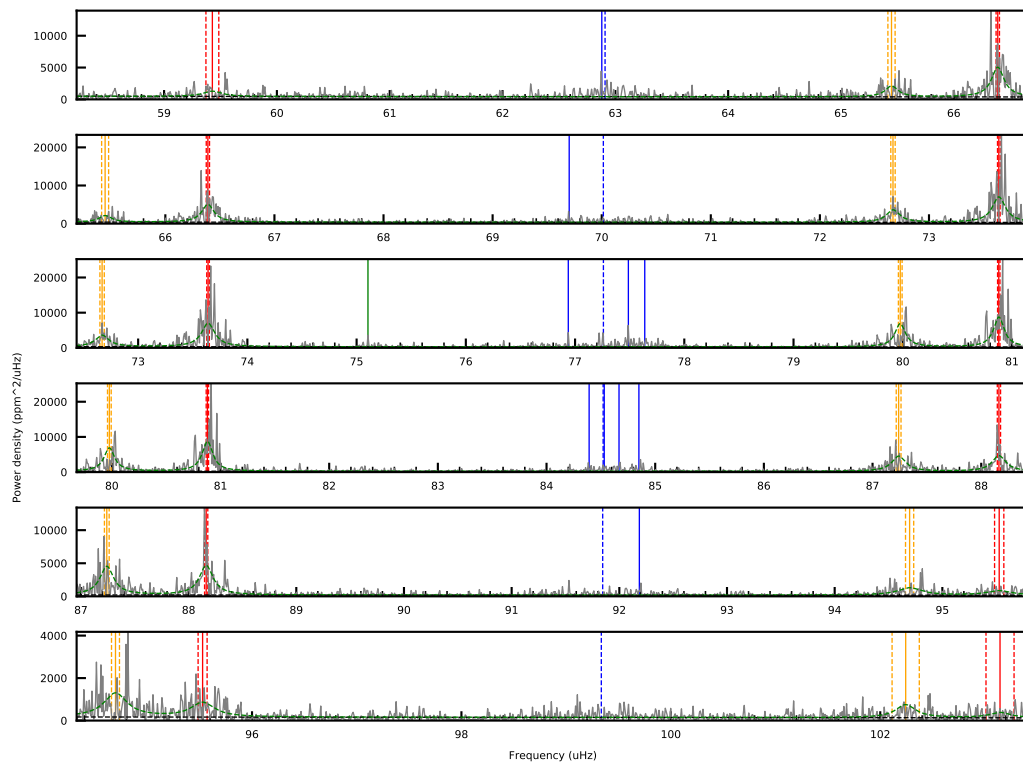 10000
5000
0
59 60 61 62 63 64 65 66
20000
10000
0
66 67 68 69 70 71 72 73
20000
10000
0
73 74 75 76 77 78 79 80 81
20000
10000
0
80 81 82 83 84 85 86 87 88
10000
5000
0
87 88 89 90 91 92 93 94 95
4000
2000
0
96 98 100 102
Power density (ppm^2/uHz)
Frequency (uHz)